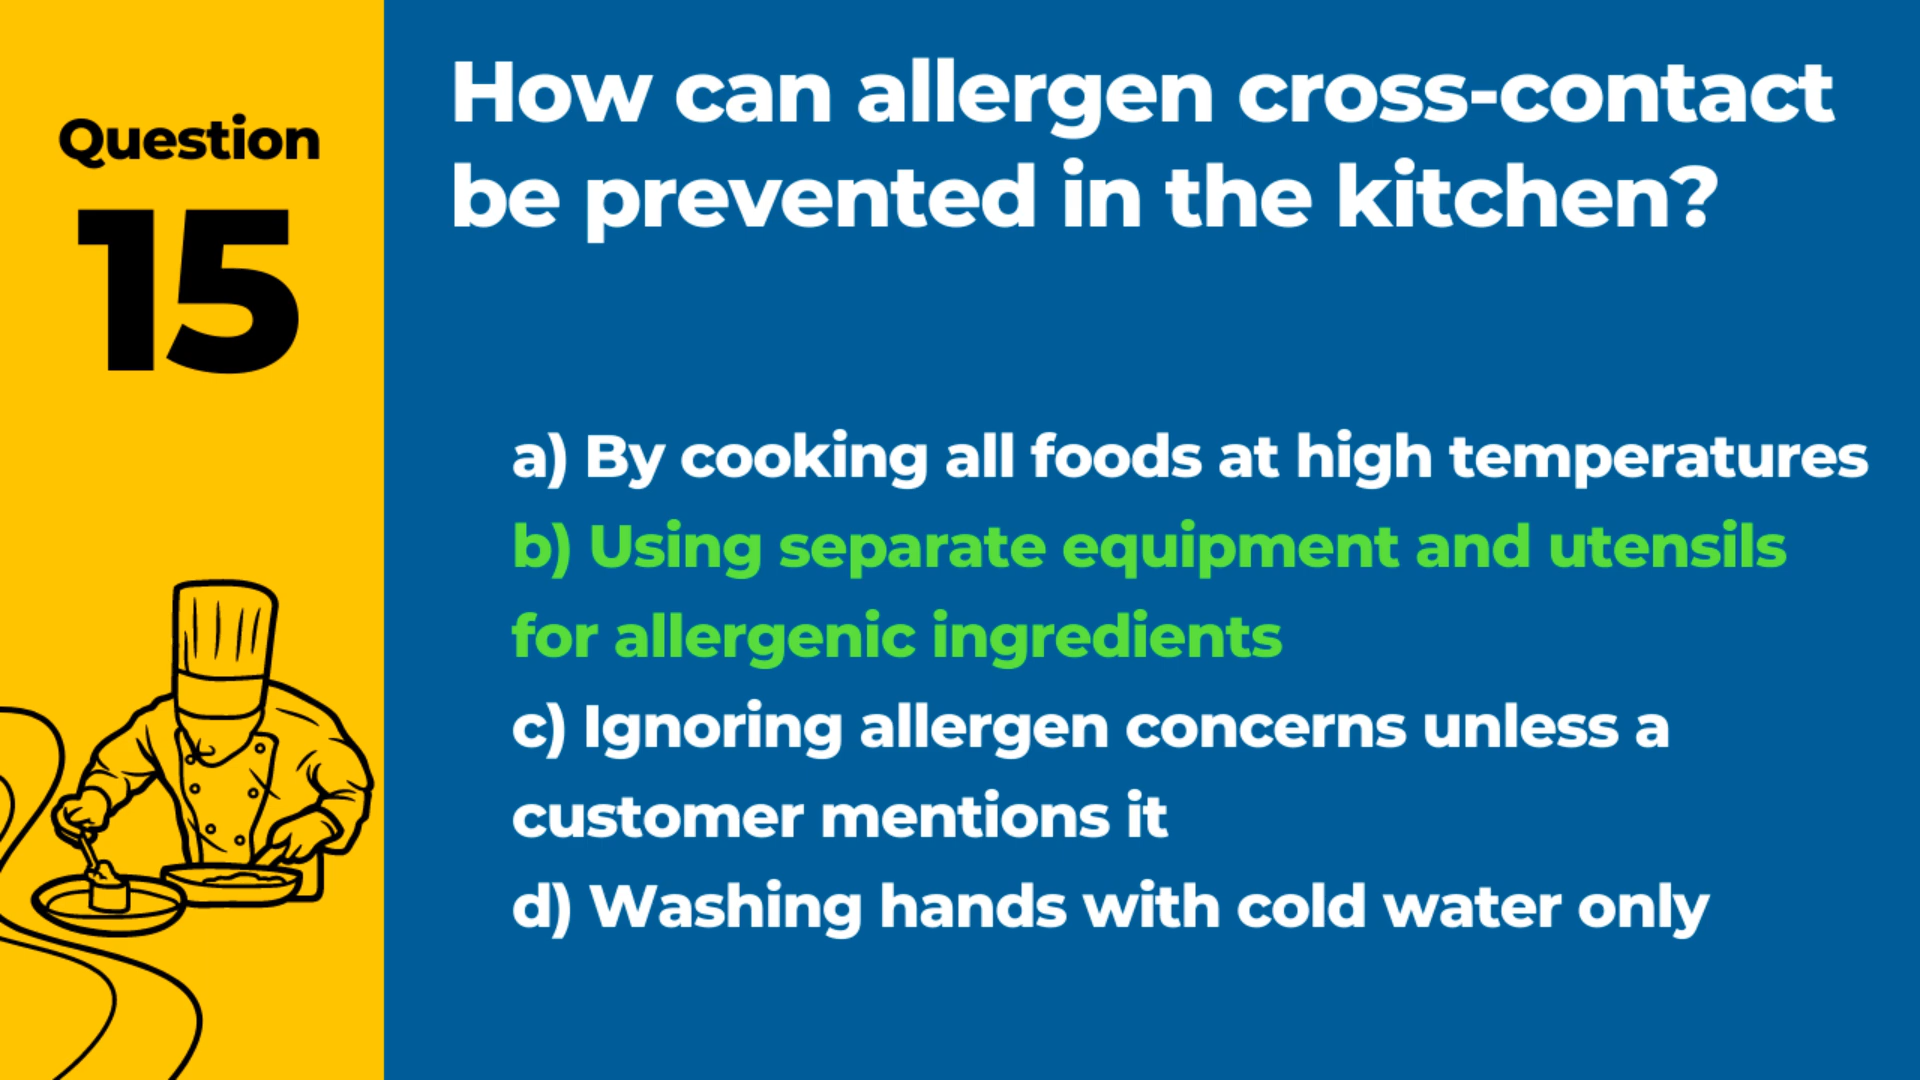 Question
15
How can allergen cross-contact
be prevented in the kitchen?
a) By cooking all foods at high temperatures
b) Using separate equipment and utensils
for allergenic ingredients
c) Ignoring allergen concerns unless a
customer mentions it
d) Washing hands with cold water only